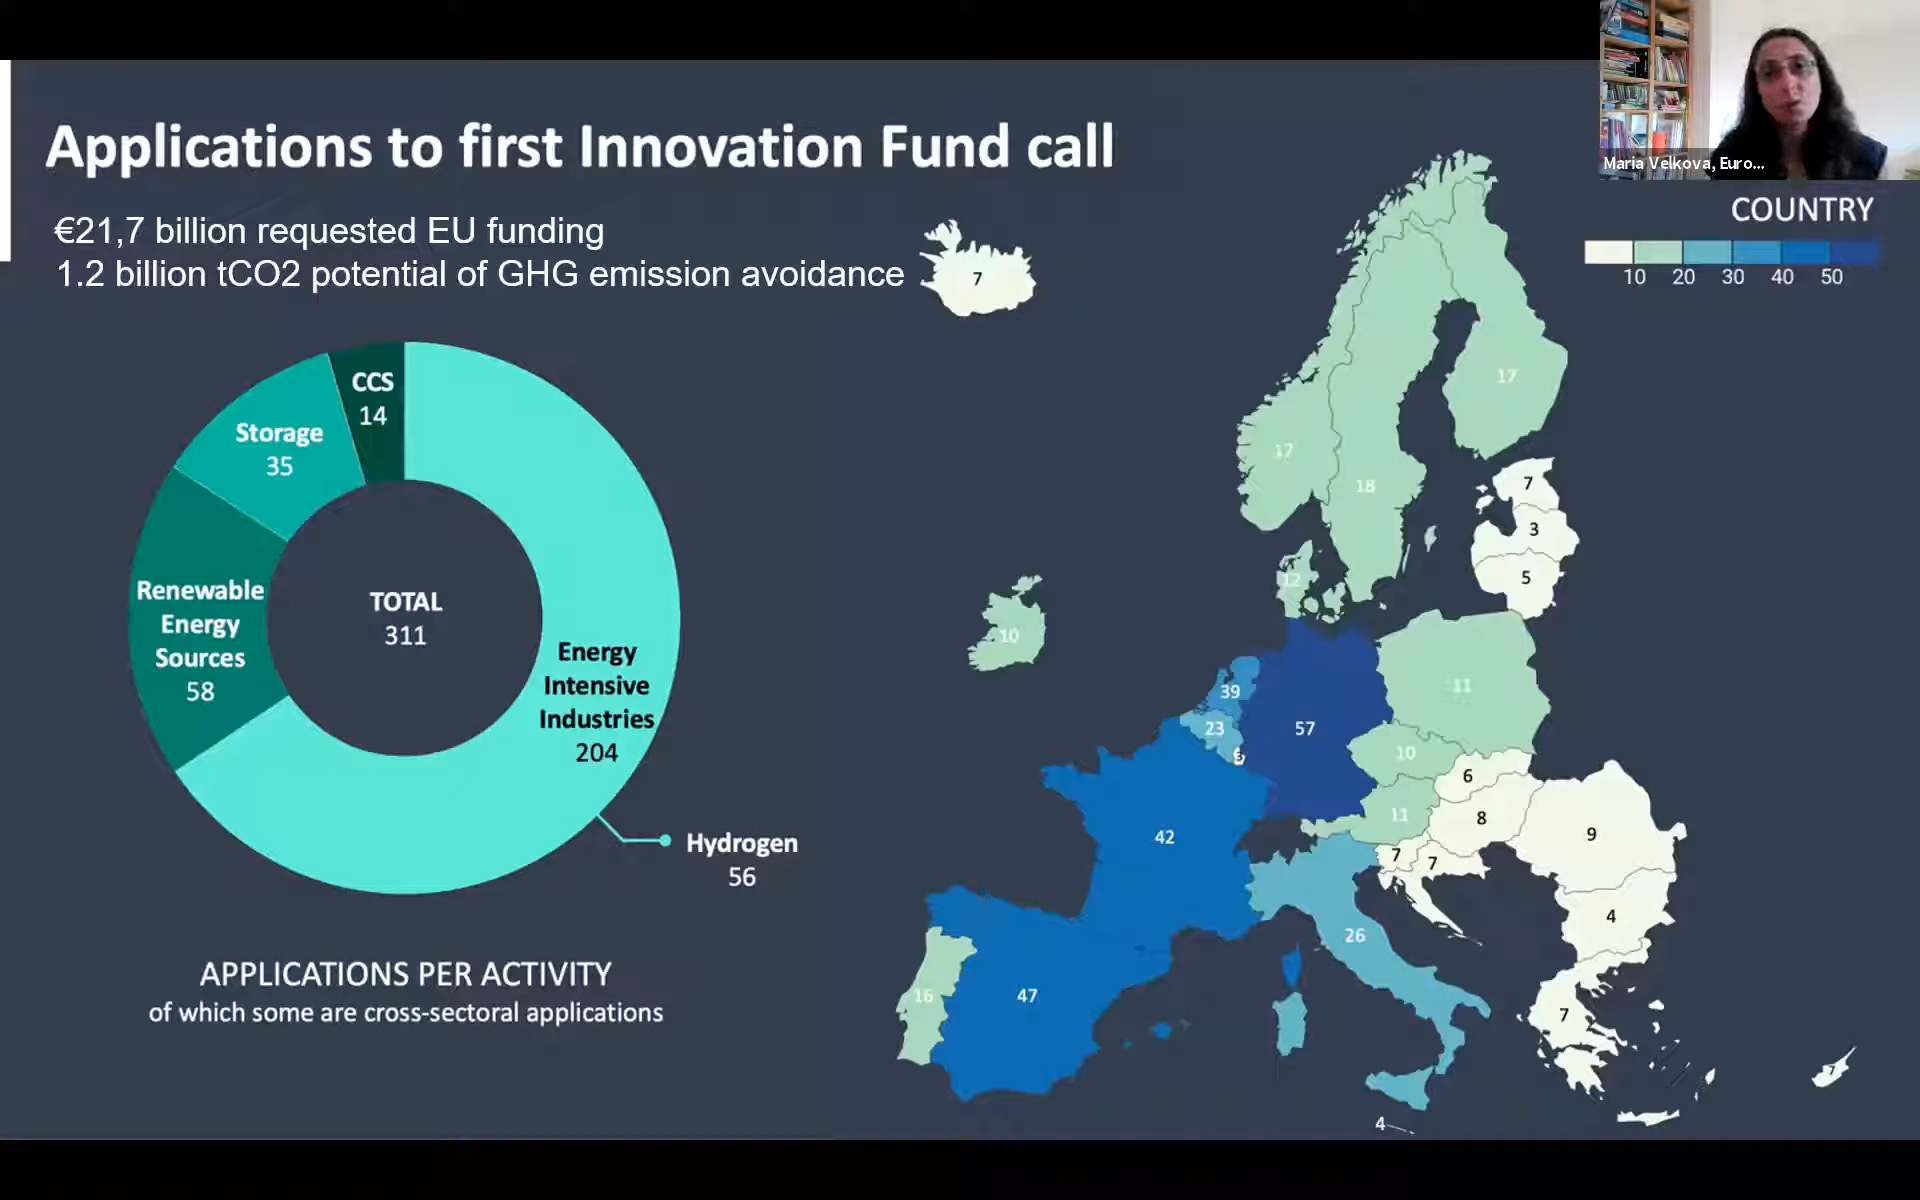 Applications to first Innovation Fund call
€21,7 billion requested EU funding
1.2 billion tCO2 potential of GHG emission avoidance
Maria Velkova, Euro...
COUNTRY
10 20 30 40 50
CCS
14
Storage
35
Renewable
Energy
Sources
58
TOTAL
311
Energy
Intensive
Industries
204
Hydrogen
56
APPLICATIONS PER ACTIVITY
of which some are cross-sectoral applications
7
17
17
18
7
3
5
12
10
39
23
57
11
10
6
11
8
9
7
7
42
4
26
16
47
7
7
4